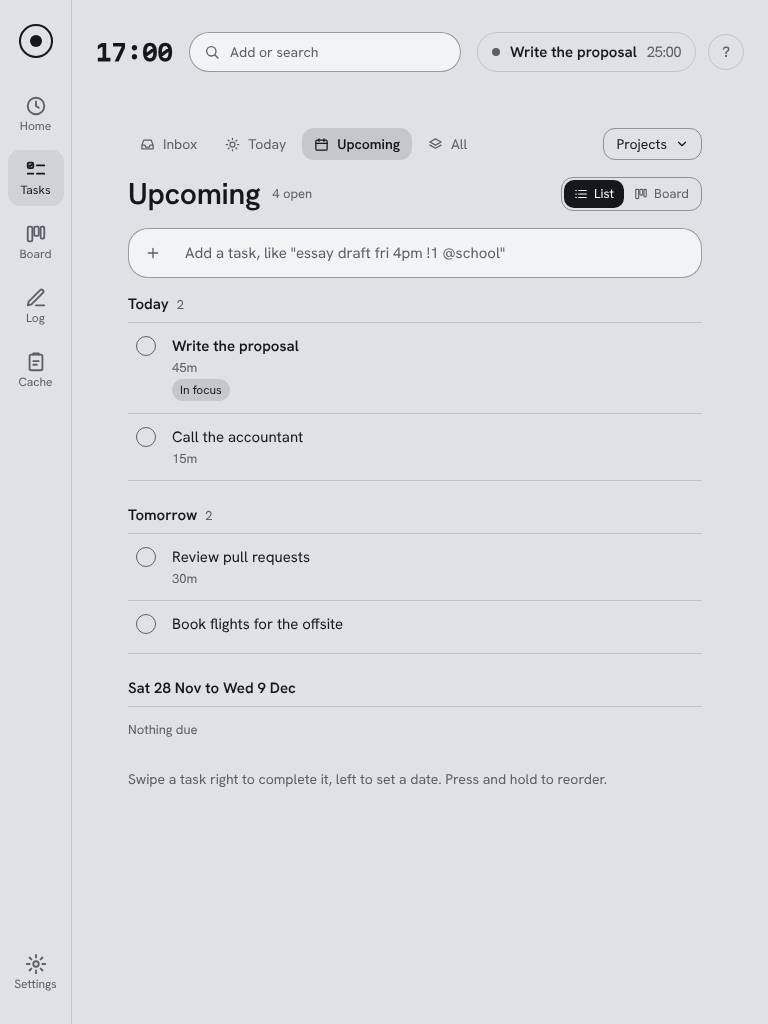 17:00
Add or search
Write the proposal 25:00
?
Home
Tasks
Board
Log
Cache
Settings
Inbox
Today
Upcoming
All
Projects
Upcoming 4 open
List
Board
Add a task, like "essay draft fri 4pm !1 @school"
Today 2
Write the proposal
45m
In focus
Call the accountant
15m
Tomorrow 2
Review pull requests
30m
Book flights for the offsite
Sat 28 Nov to Wed 9 Dec
Nothing due
Swipe a task right to complete it, left to set a date. Press and hold to reorder.